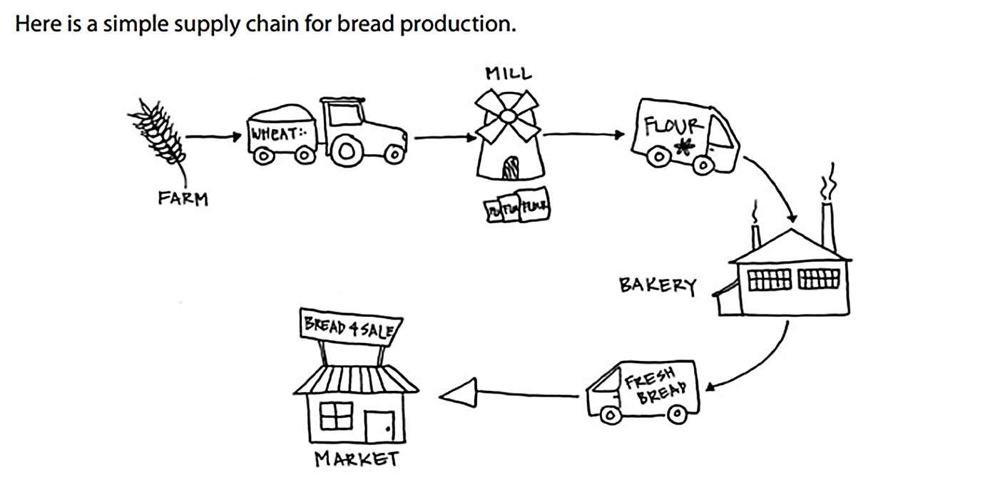 Here is a simple supply chain for bread production.
MILL
WHEAT
FLOUR
FARM
FLOUR
BAKERY
BREAD 4 SALE
FRESH
BREAD
MARKET